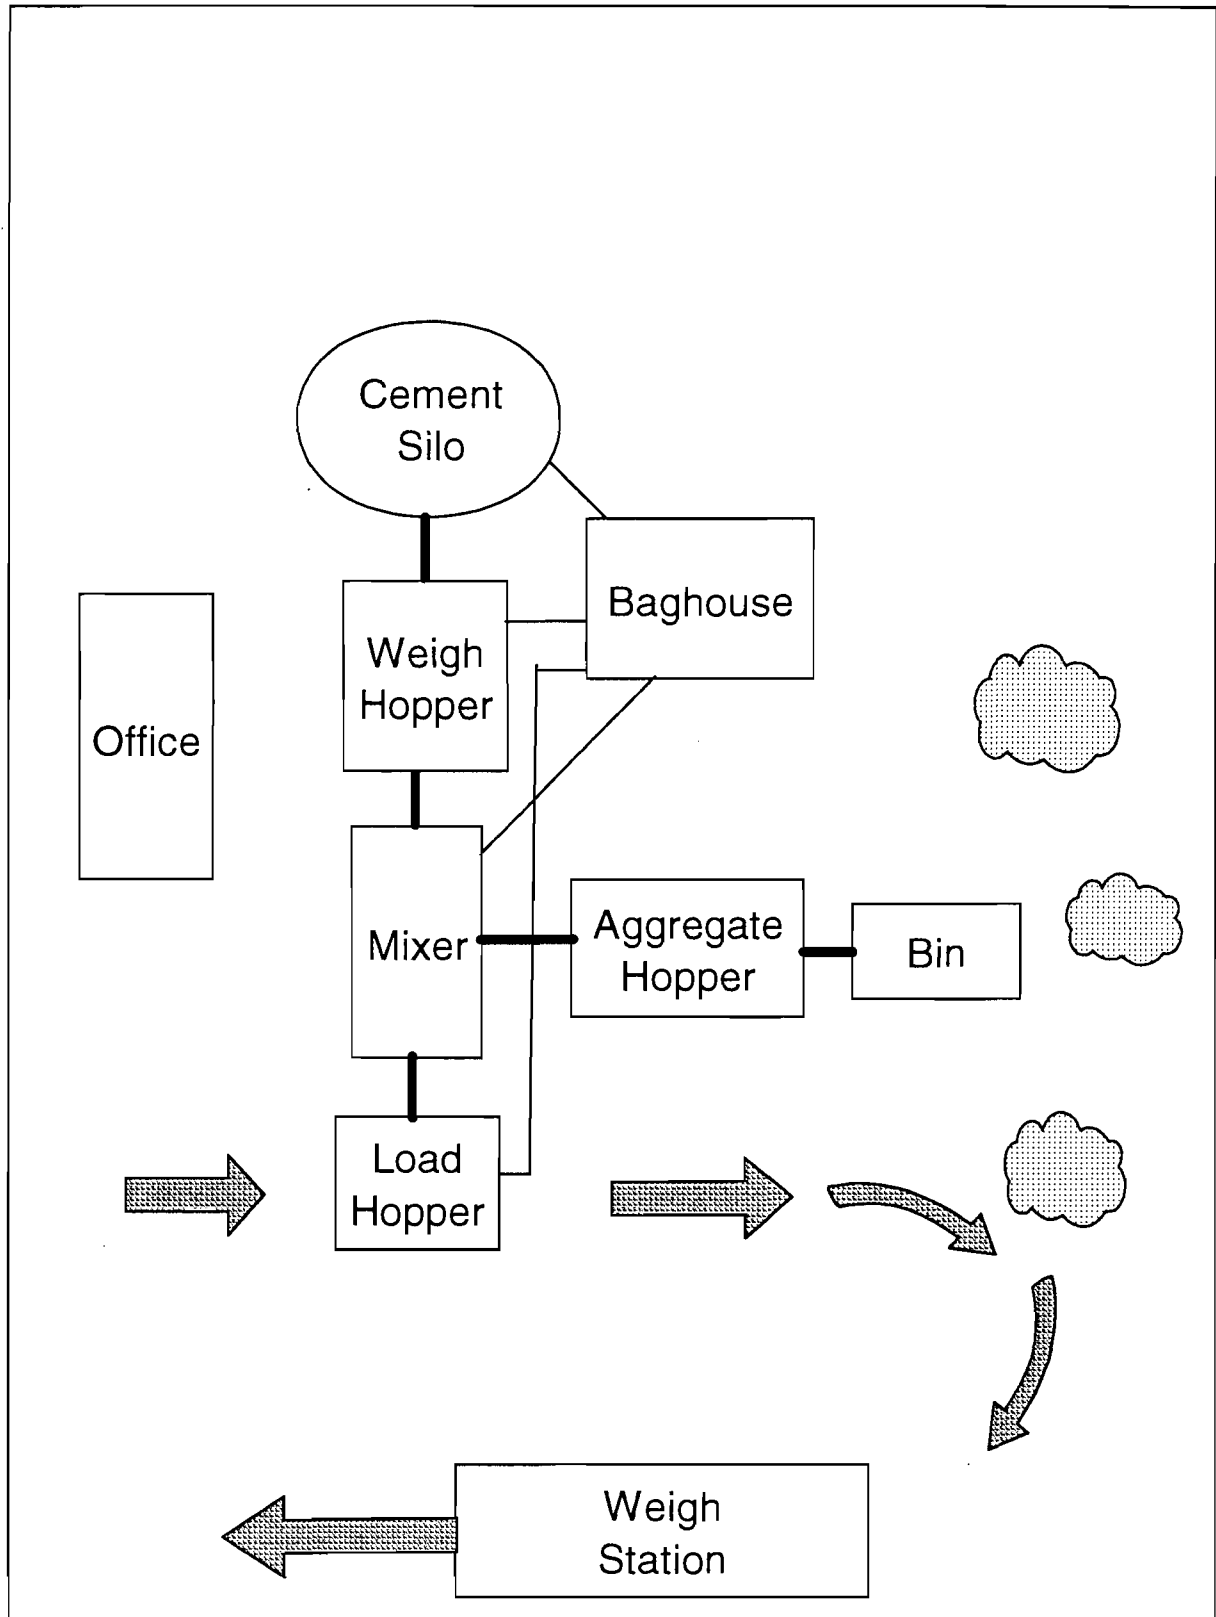 Cement
Silo
Baghouse
Weigh
Hopper
Office
Mixer
Aggregate
Hopper
Bin
Load
Hopper
Weigh
Station